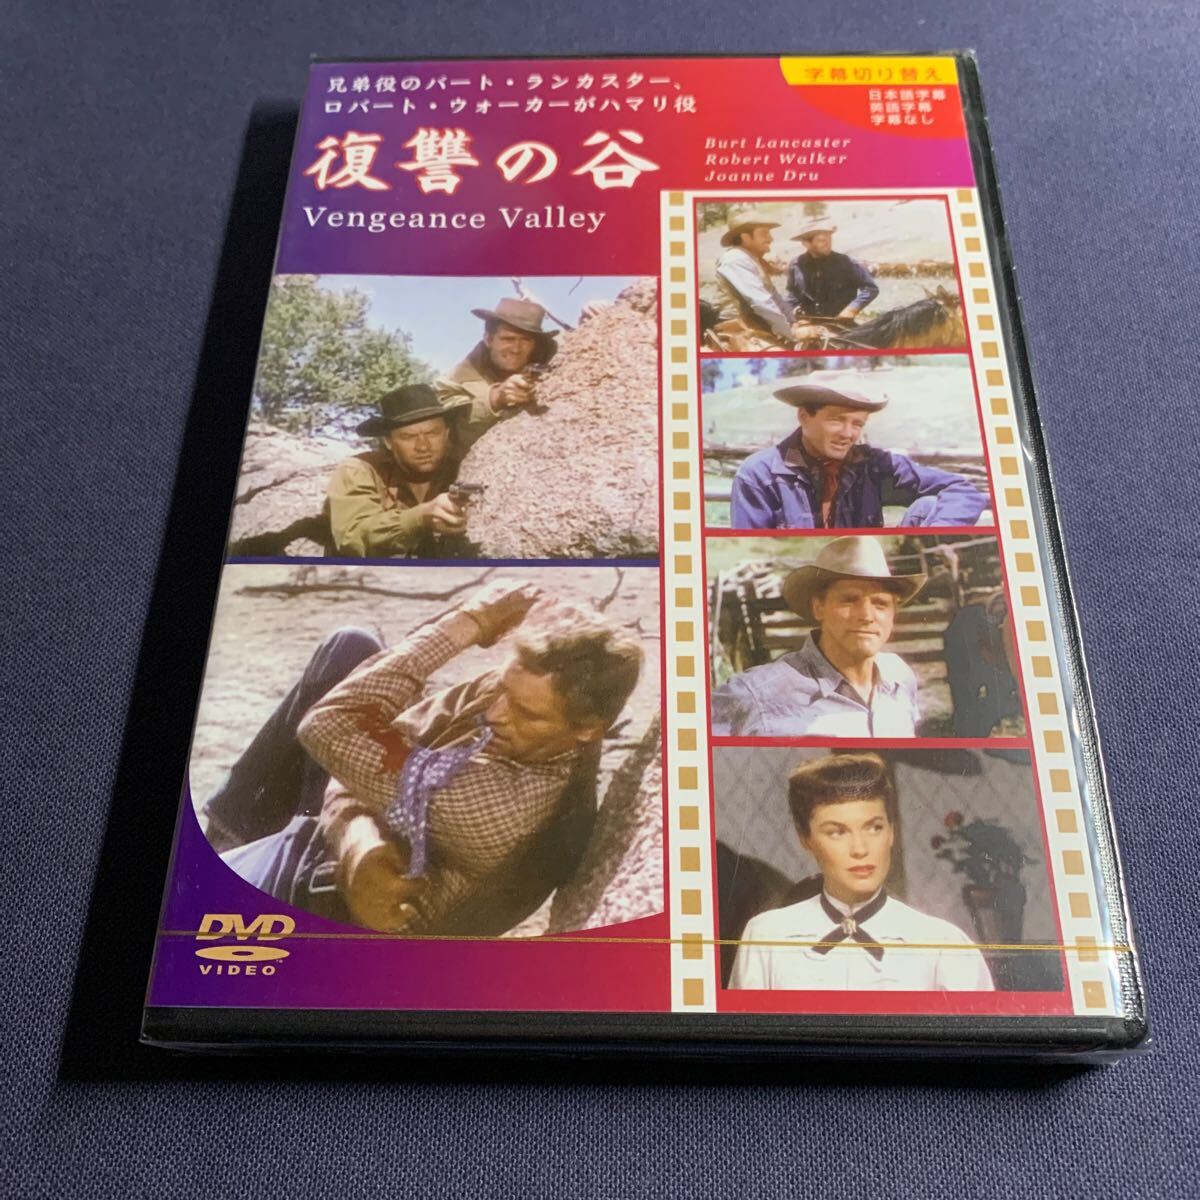 兄弟役のバート・ランカスター、
ロバート・ウォーカーがハマリ役
復讐の谷
Vengeance Valley
字幕切り替え
日本語字幕
英語字幕
字幕なし
Burt Lancaster
Robert Walker
Joanne Dru
DVD
VIDEO
TM